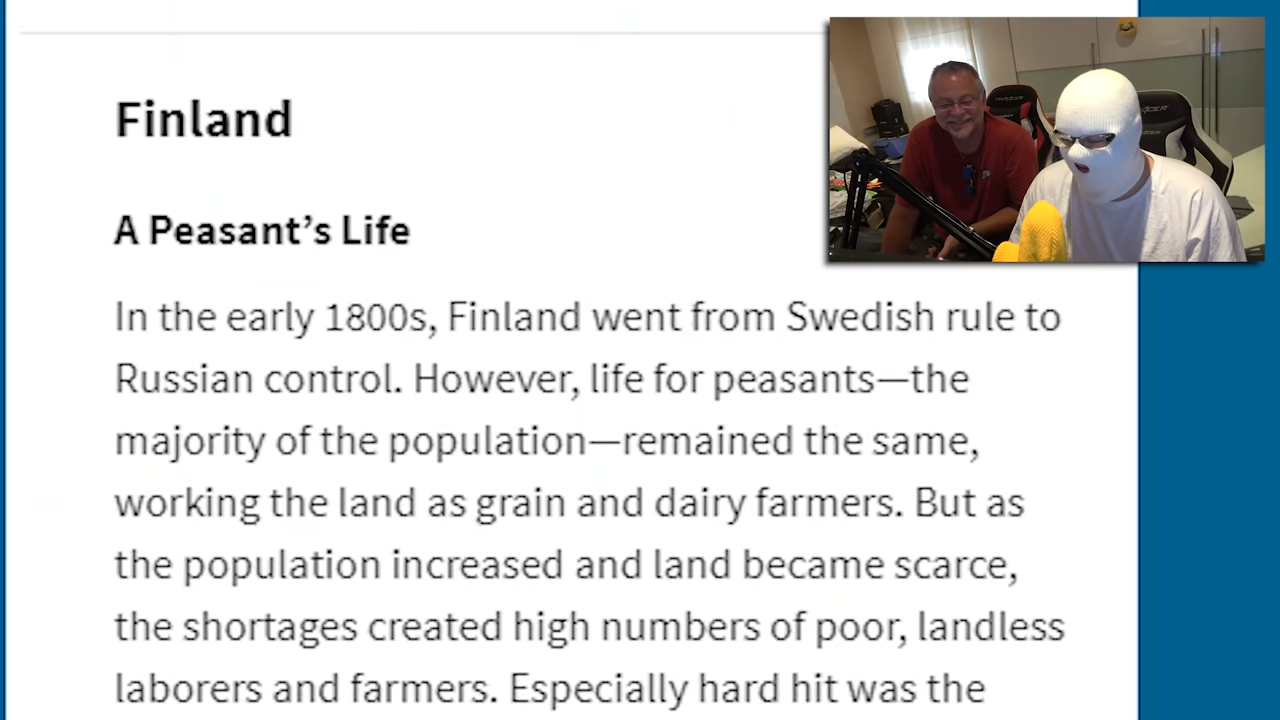 Finland
A Peasant’s Life
In the early 1800s, Finland went from Swedish rule to
Russian control. However, life for peasants—the
majority of the population—remained the same,
working the land as grain and dairy farmers. But as
the population increased and land became scarce,
the shortages created high numbers of poor, landless
laborers and farmers. Especially hard hit was the